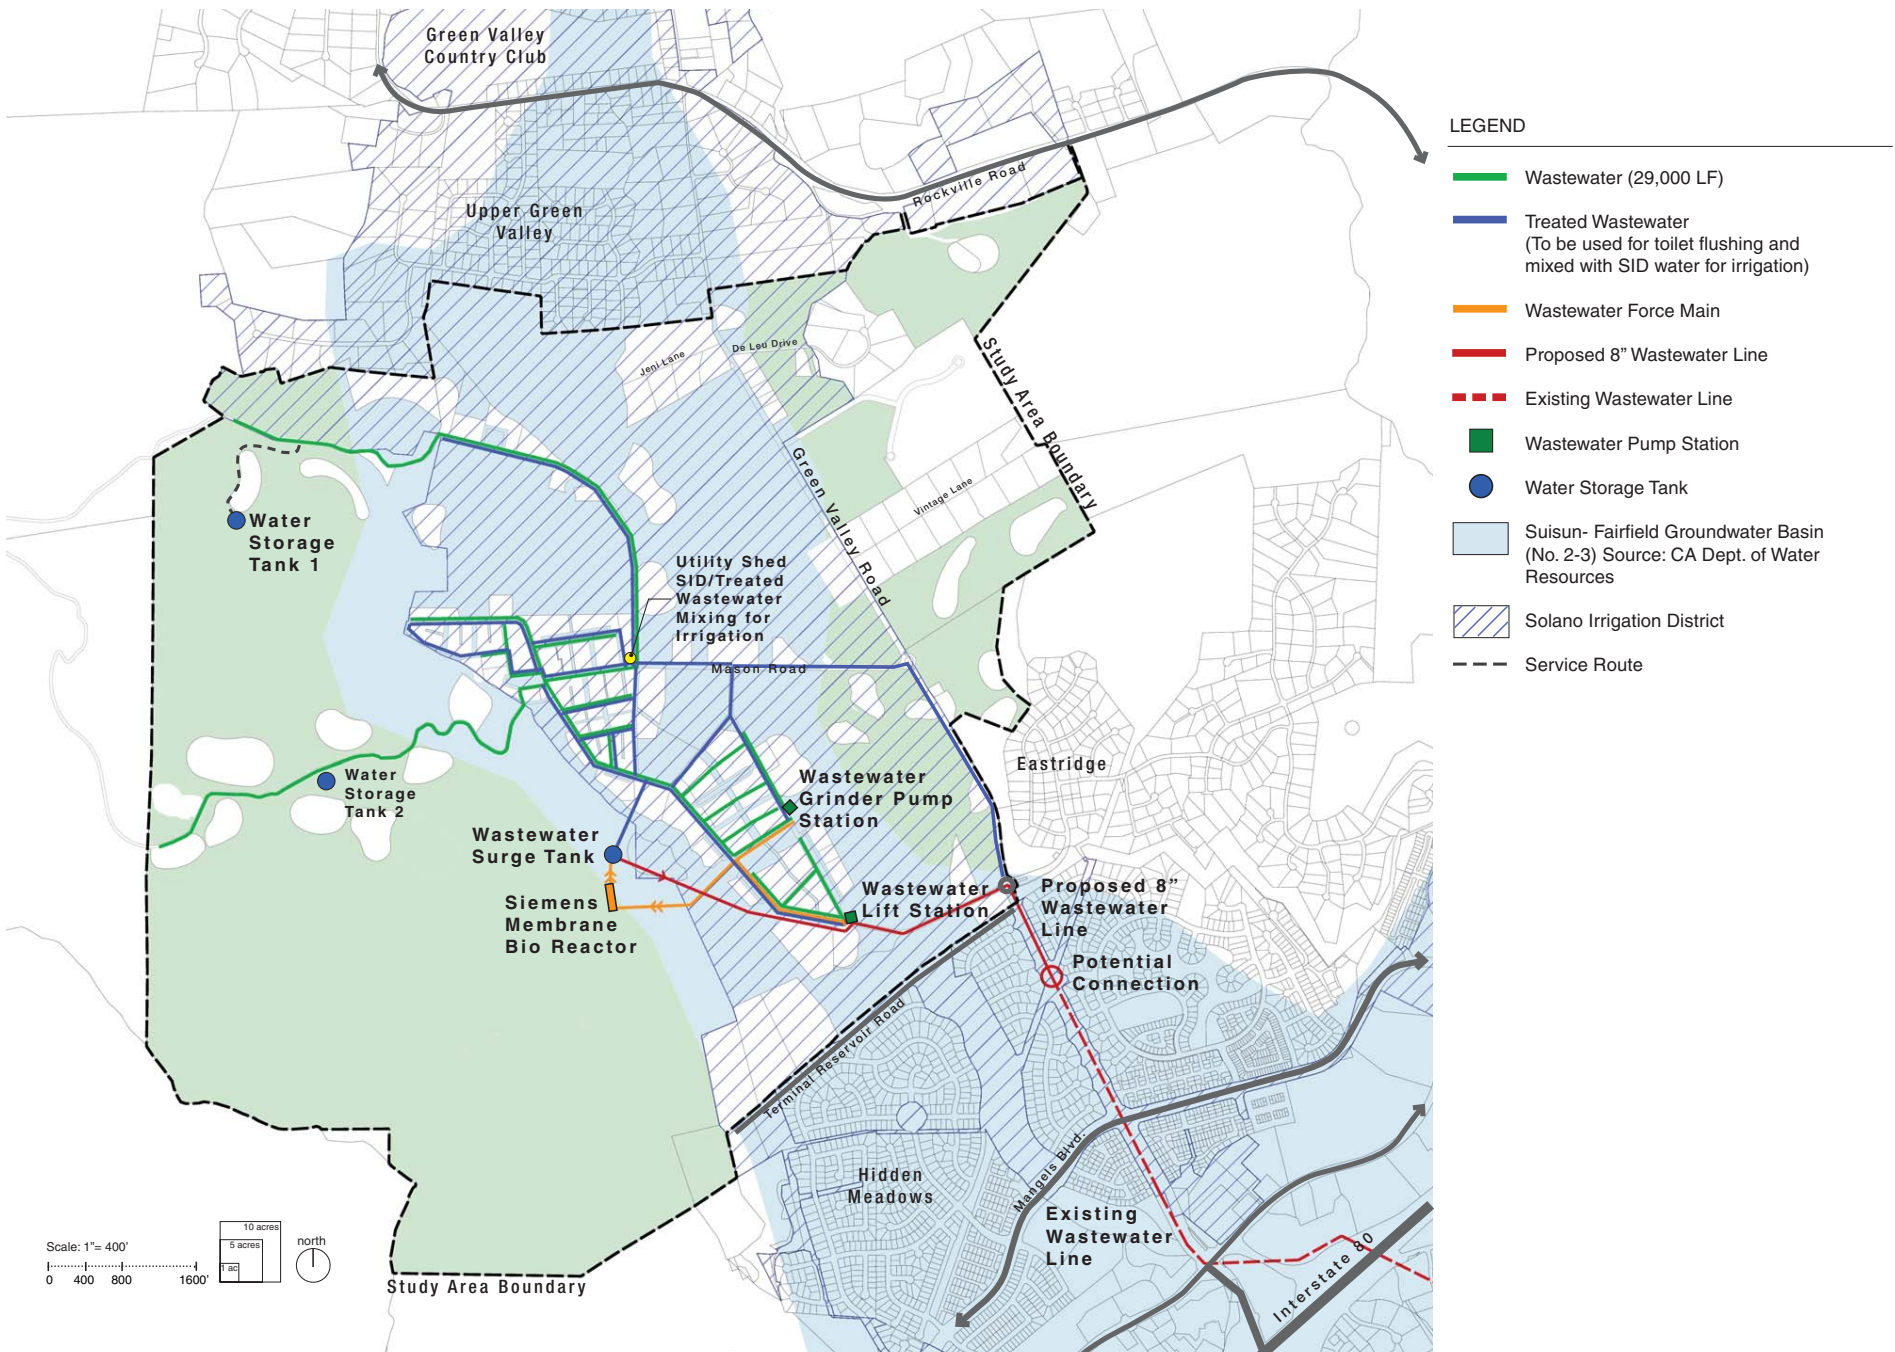 Green Valley
Country Club
Rockville Road
Upper Green
Valley
Jeni Lane
De Leu Drive
Study Area Boundary
Green Valley Road
Vintage Lane
Water
Storage
Tank 1
Utility Shed
SID/Treated
Wastewater
Mixing for
Irrigation
Mason Road
Eastridge
Water
Storage
Tank 2
Wastewater
Grinder Pump
Station
Wastewater
Surge Tank
Siemens
Membrane
Bio Reactor
Wastewater
Lift Station
Proposed 8”
Wastewater
Line
Potential
Connection
Terminal Reservoir Road
Hidden
Meadows
Mangels Blvd.
Existing
Wastewater
Line
Interstate 80
Study Area Boundary
Scale: 1"= 400'
0 400 800 1600'
10 acres
5 acres
1 ac
north
LEGEND
Wastewater (29,000 LF)
Treated Wastewater
(To be used for toilet flushing and
mixed with SID water for irrigation)
Wastewater Force Main
Proposed 8” Wastewater Line
Existing Wastewater Line
Wastewater Pump Station
Water Storage Tank
Suisun- Fairfield Groundwater Basin
(No. 2-3) Source: CA Dept. of Water
Resources
Solano Irrigation District
Service Route